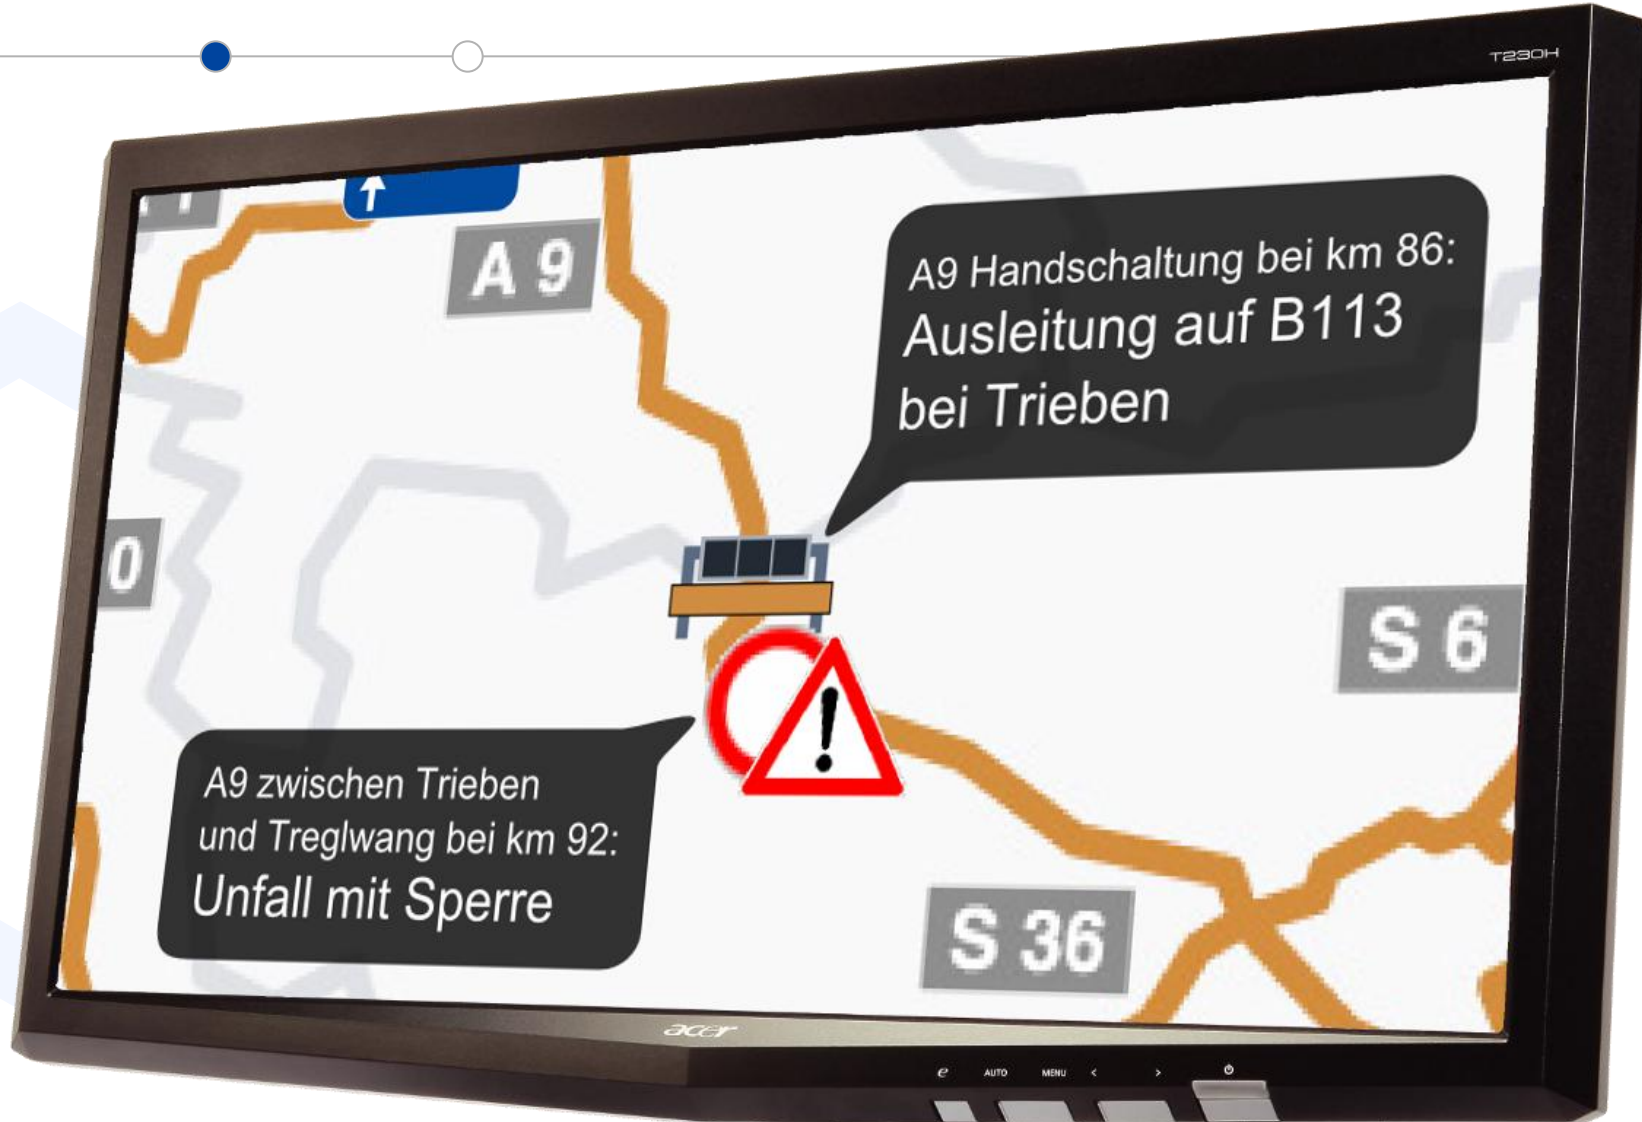 T230H
A 9
A9 Handschaltung bei km 86:
Ausleitung auf B113
bei Trieben
0
S 6
A9 zwischen Trieben
und Treglwang bei km 92:
Unfall mit Sperre
S 36
acer
e AUTO MENU < >